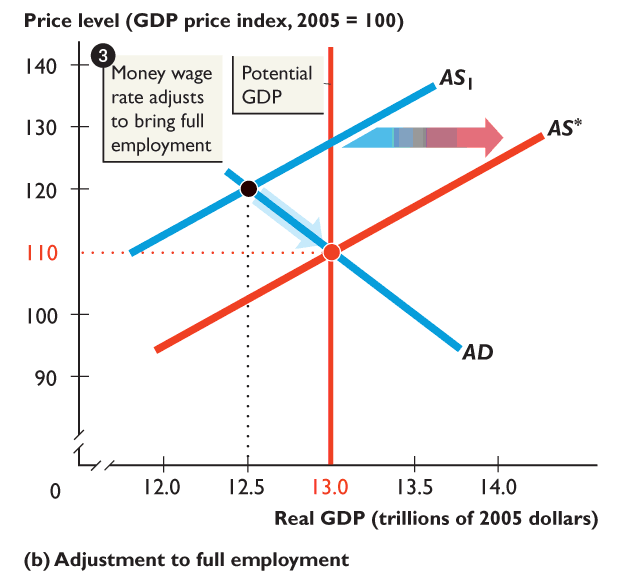 Price level (GDP price index, 2005 = 100)
140
3
Money wage
rate adjusts
to bring full
employment
Potential
GDP
AS1
130
AS*
120
110
100
AD
90
0
12.0
12.5
13.0
13.5
14.0
Real GDP (trillions of 2005 dollars)
(b) Adjustment to full employment